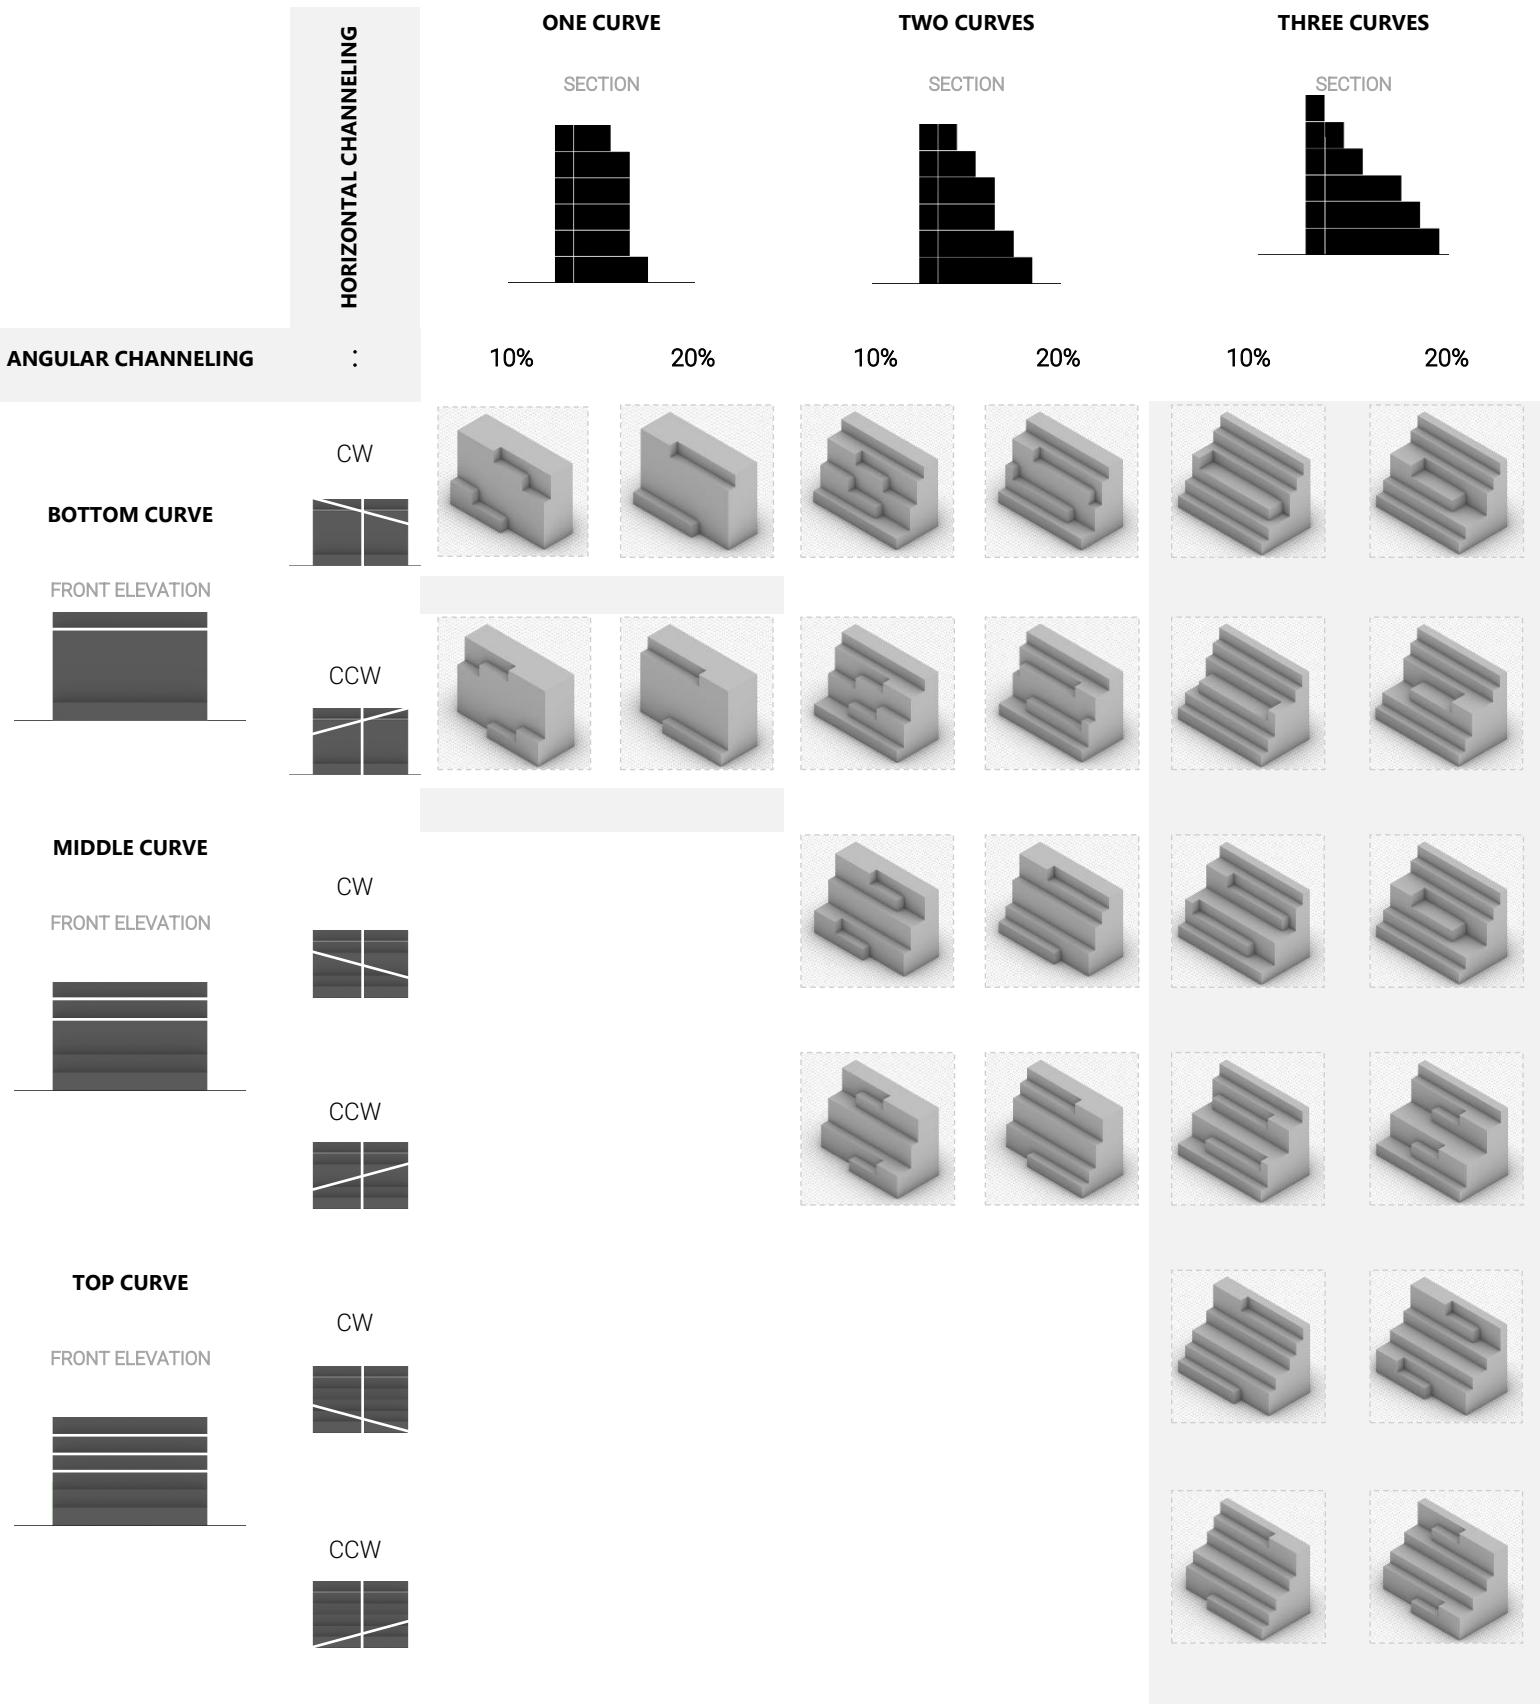 ONE CURVE
TWO CURVES
THREE CURVES
HORIZONTAL CHANNELING
SECTION
SECTION
SECTION
ANGULAR CHANNELING
:
10%
20%
10%
20%
10%
20%
CW
BOTTOM CURVE
FRONT ELEVATION
CCW
MIDDLE CURVE
CW
FRONT ELEVATION
CCW
TOP CURVE
CW
FRONT ELEVATION
CCW